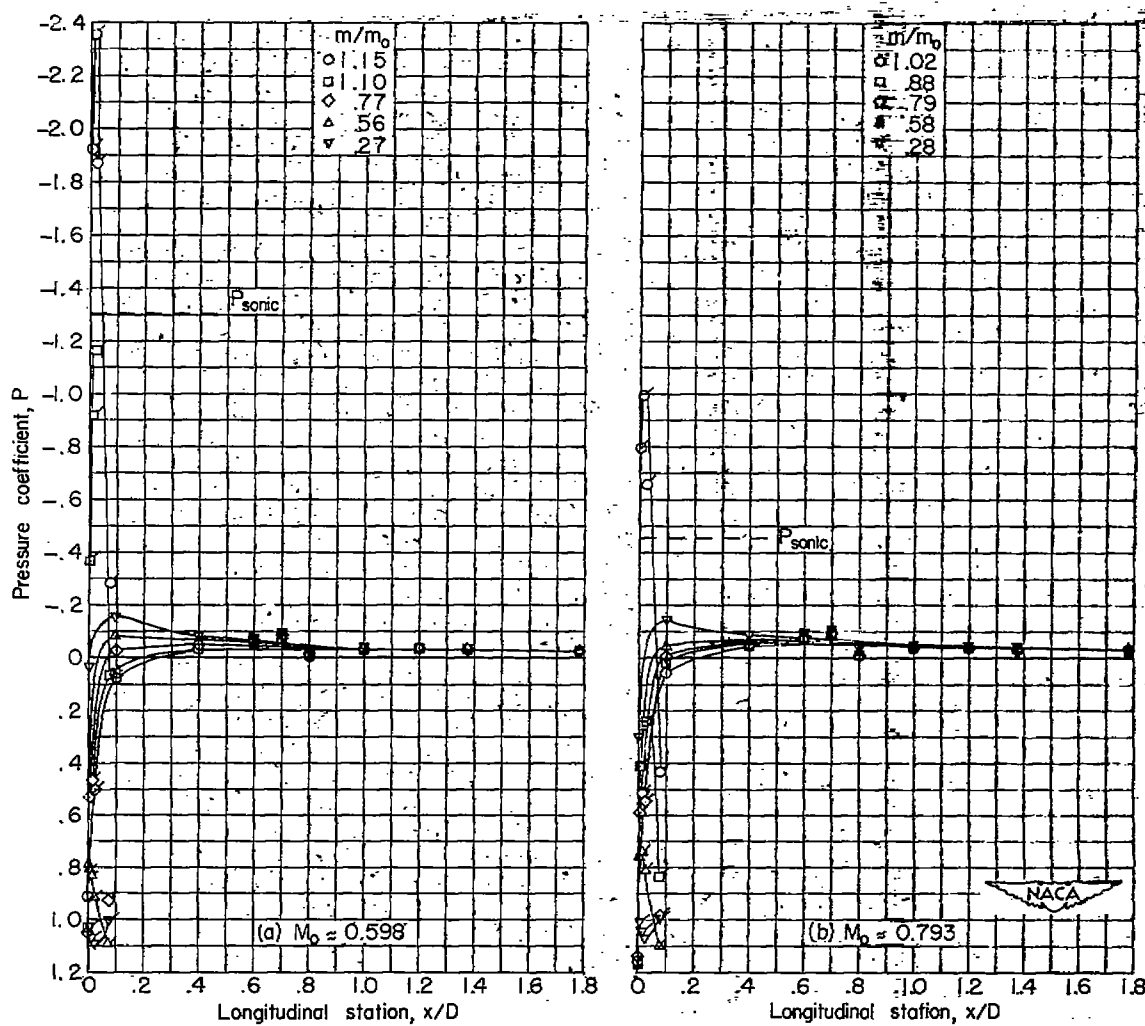 -2.4
-2.2
-2.0
-1.8
-1.6
-1.4
-1.2
-1.0
-.8
-.6
-.4
-.2
0
.2
.4
.6
.8
1.0
1.2
Pressure coefficient, P
m/m₀
1.15
1.10
.77
.56
.27
Psonic
(a) M₀ ≈ 0.598
0 .2 .4 .6 .8 1.0 1.2 1.4 1.6 1.8
Longitudinal station, x/D
m/m₀
1.02
.88
.79
.58
.28
Psonic
NACA
(b) M₀ ≈ 0.793
0 .2 .4 .6 .8 1.0 1.2 1.4 1.6 1.8
Longitudinal station, x/D